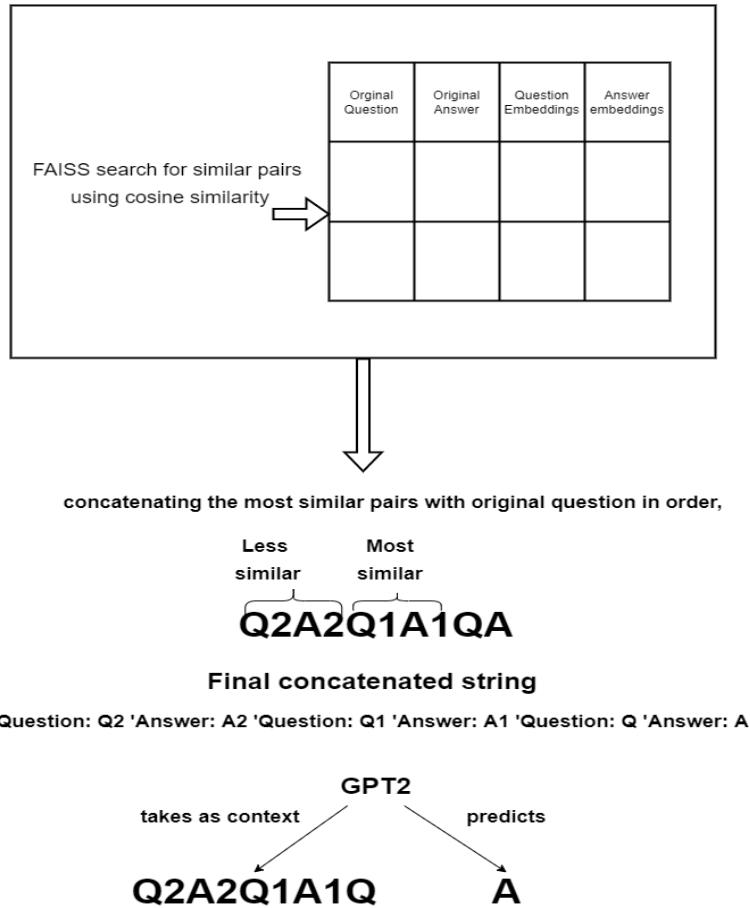 Orginal
Question
Original
Answer
Question
Embeddings
Answer
embeddings
FAISS search for similar pairs
using cosine similarity
concatenating the most similar pairs with original question in order,
Less
similar
Most
similar
Q2A2Q1A1QA
Final concatenated string
Question: Q2 'Answer: A2 'Question: Q1 'Answer: A1 'Question: Q 'Answer: A
GPT2
takes as context
predicts
Q2A2Q1A1Q
A